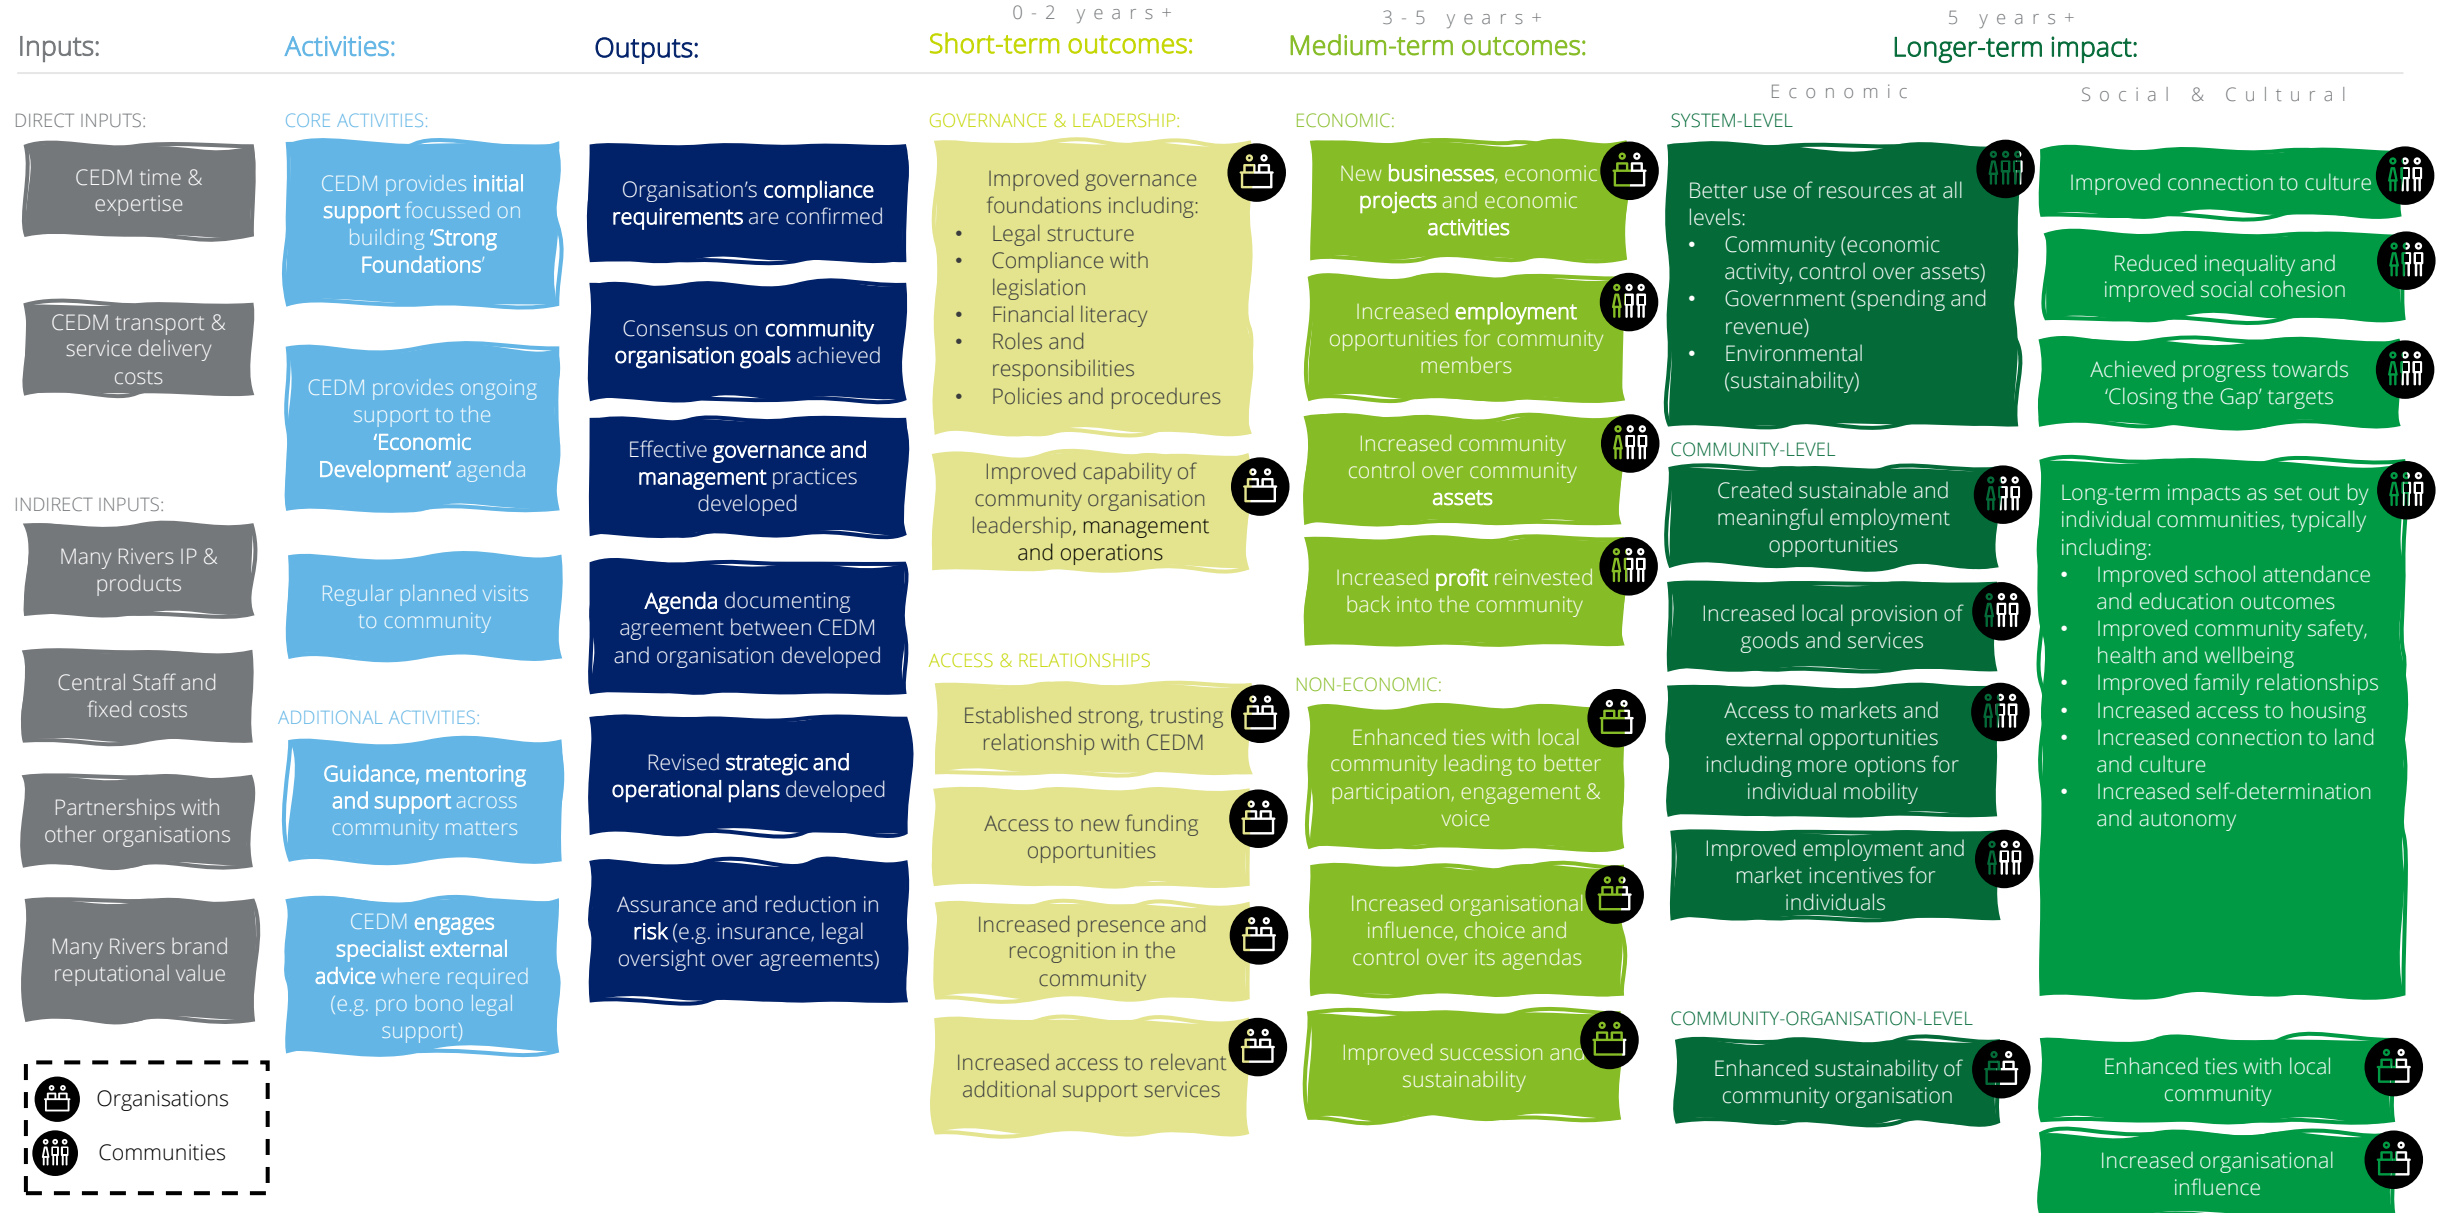 0-2 years+
3-5 years+
5 years+
Inputs:
Activities:
Outputs:
Short-term outcomes:
Medium-term outcomes:
Longer-term impact:
Economic
Social & Cultural
DIRECT INPUTS:
CEDM time &
expertise
CEDM transport &
service delivery
costs
INDIRECT INPUTS:
Many Rivers IP &
products
Central Staff and
fixed costs
Partnerships with
other organisations
Many Rivers brand
reputational value
Organisations
Communities
CORE ACTIVITIES:
CEDM provides initial
support focussed on
building ‘Strong
Foundations’
CEDM provides ongoing
support to the
‘Economic
Development’ agenda
Regular planned visits
to community
ADDITIONAL ACTIVITIES:
Guidance, mentoring
and support across
community matters
CEDM engages
specialist external
advice where required
(e.g. pro bono legal
support)
Organisation’s compliance
requirements are confirmed
Consensus on community
organisation goals achieved
Effective governance and
management practices
developed
Agenda documenting
agreement between CEDM
and organisation developed
Revised strategic and
operational plans developed
Assurance and reduction in
risk (e.g. insurance, legal
oversight over agreements)
GOVERNANCE & LEADERSHIP:
Improved governance
foundations including:
• Legal structure
• Compliance with
legislation
• Financial literacy
• Roles and
responsibilities
• Policies and procedures
Improved capability of
community organisation
leadership, management
and operations
ACCESS & RELATIONSHIPS
Established strong, trusting
relationship with CEDM
Access to new funding
opportunities
Increased presence and
recognition in the
community
Increased access to relevant
additional support services
ECONOMIC:
New businesses, economic
projects and economic
activities
Increased employment
opportunities for community
members
Increased community
control over community
assets
Increased profit reinvested
back into the community
NON-ECONOMIC:
Enhanced ties with local
community leading to better
participation, engagement &
voice
Increased organisational
influence, choice and
control over its agendas
Improved succession and
sustainability
SYSTEM-LEVEL
Better use of resources at all
levels:
• Community (economic
activity, control over assets)
• Government (spending and
revenue)
• Environmental
(sustainability)
COMMUNITY-LEVEL
Created sustainable and
meaningful employment
opportunities
Increased local provision of
goods and services
Access to markets and
external opportunities
including more options for
individual mobility
Improved employment and
market incentives for
individuals
COMMUNITY-ORGANISATION-LEVEL
Enhanced sustainability of
community organisation
Improved connection to culture
Reduced inequality and
improved social cohesion
Achieved progress towards
‘Closing the Gap’ targets
Long-term impacts as set out by
individual communities, typically
including:
• Improved school attendance
and education outcomes
• Improved community safety,
health and wellbeing
• Improved family relationships
• Increased access to housing
• Increased connection to land
and culture
• Increased self-determination
and autonomy
Enhanced ties with local
community
Increased organisational
influence